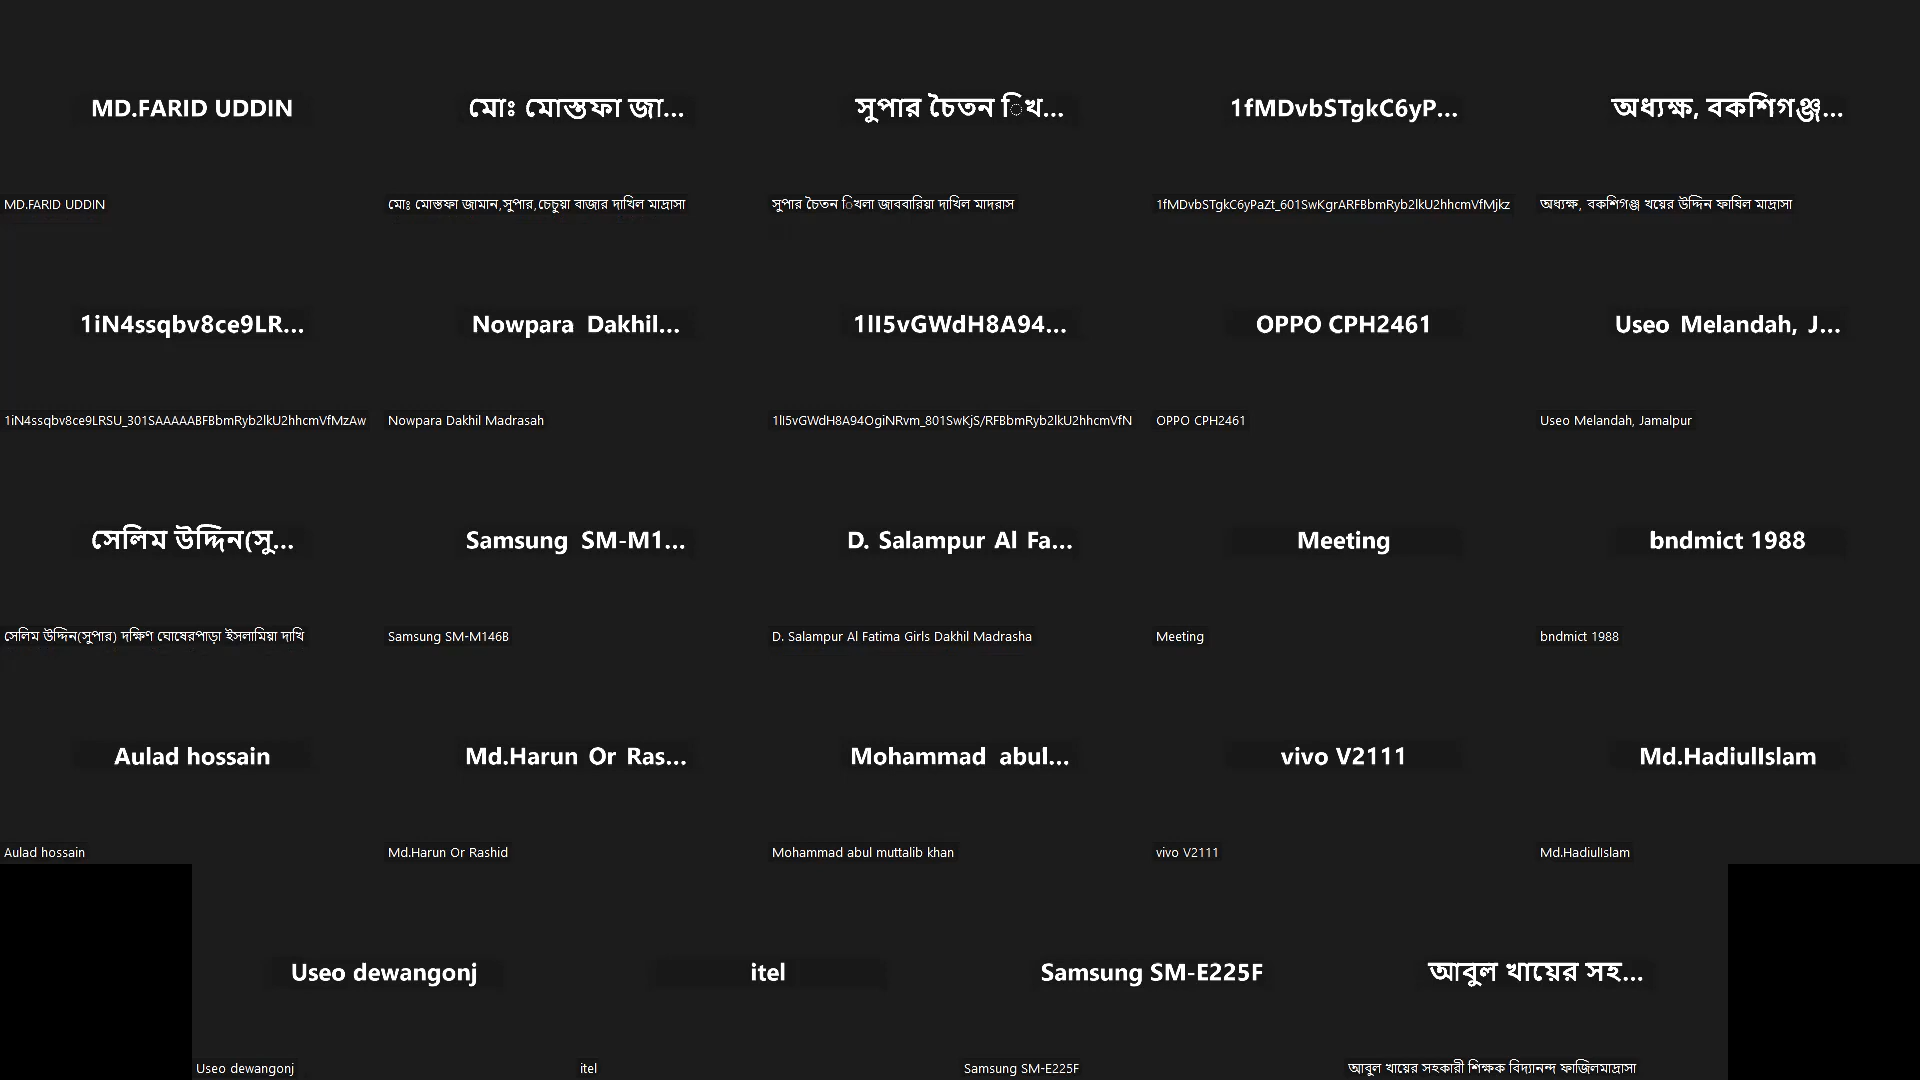 MD.FARID UDDIN
মোঃ মোস্তফা জা...
সুপার চৈতন িখ...
1fMDvbSTgkC6yP...
অধ্যক্ষ, বকশিগঞ্জ...
MD.FARID UDDIN
মোঃ মোস্তফা জামান,সুপার,চেচুয়া বাজার দাখিল মাদ্রাসা
সুপার চৈতন িখলা জাববারিয়া দাখিল মাদরাস
1fMDvbSTgkC6yPaZt_601SwKgrARFBbmRyb2lkU2hhcmVfMjkz
অধ্যক্ষ, বকশিগঞ্জ খয়ের উদ্দিন ফাযিল মাদ্রাসা
1iN4ssqbv8ce9LR...
Nowpara Dakhil...
1lI5vGWdH8A94...
OPPO CPH2461
Useo Melandah, J...
1iN4ssqbv8ce9LRSU_301SAAAAABFBbmRyb2lkU2hhcmVfMzAw
Nowpara Dakhil Madrasah
1lI5vGWdH8A94OgiNRvm_801SwKjS/RFBbmRyb2lkU2hhcmVfN
OPPO CPH2461
Useo Melandah, Jamalpur
সেলিম উদ্দিন(সু...
Samsung SM-M1...
D. Salampur Al Fa...
Meeting
bndmict 1988
সেলিম উদ্দিন(সুপার) দক্ষিণ ঘোষেরপাড়া ইসলামিয়া দাখি
Samsung SM-M146B
D. Salampur Al Fatima Girls Dakhil Madrasha
Meeting
bndmict 1988
Aulad hossain
Md.Harun Or Ras...
Mohammad abul...
vivo V2111
Md.HadiulIslam
Aulad hossain
Md.Harun Or Rashid
Mohammad abul muttalib khan
vivo V2111
Md.HadiulIslam
Useo dewangonj
itel
Samsung SM-E225F
আবুল খায়ের সহ...
Useo dewangonj
itel
Samsung SM-E225F
আবুল খায়ের সহকারী শিক্ষক বিদ্যানন্দ ফাজিলমাদ্রাসা